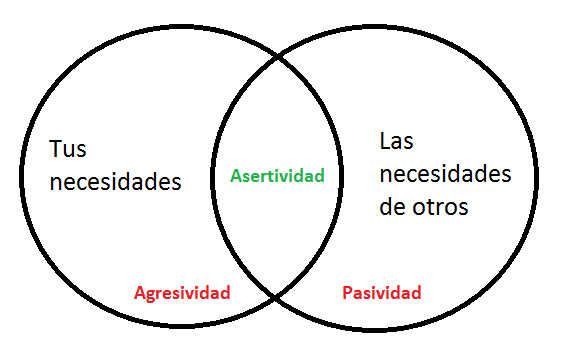 Tus
necesidades
Asertividad
Las
necesidades
de otros
Agresividad
Pasividad